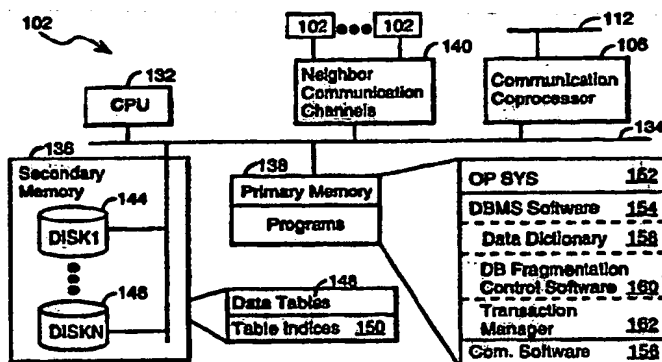 102
102
102
112
140
106
132
CPU
Neighbor
Communication
Channels
Communication
Coprocessor
134
136
Secondary
Memory
144
DISK1
146
DISKN
138
Primary Memory
Programs
148
Data Tables
Table Indices 150
OP SYS 152
DBMS Software 154
Data Dictionary 158
DB Fragmentation
Control Software 160
Transaction
Manager 162
Com. Software 156